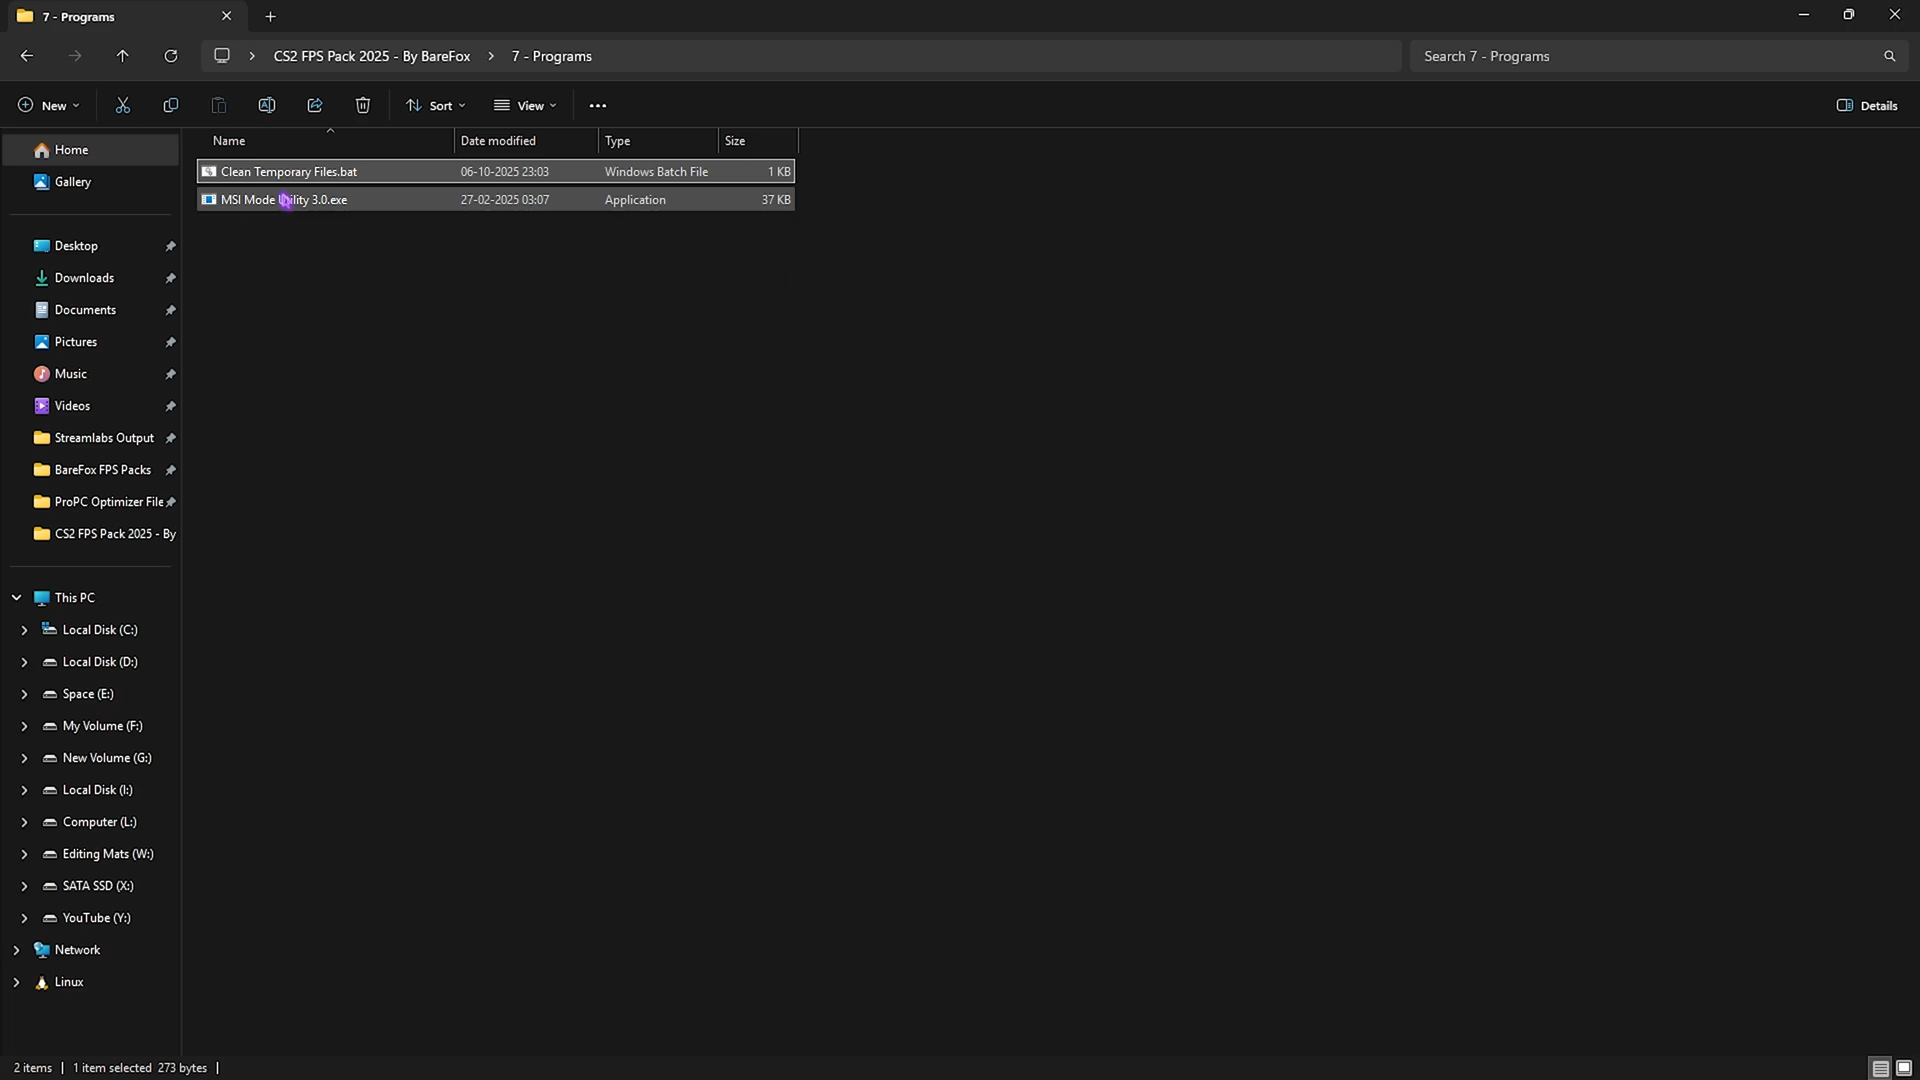 7 - Programs
CS2 FPS Pack 2025 - By BareFox
7 - Programs
Search 7 - Programs
New
Sort
View
Details
Name
Date modified
Type
Size
Clean Temporary Files.bat
06-10-2025 23:03
Windows Batch File
1 KB
MSI Mode Utility 3.0.exe
27-02-2025 03:07
Application
37 KB
Home
Gallery
Desktop
Downloads
Documents
Pictures
Music
Videos
Streamlabs Output
BareFox FPS Packs
ProPC Optimizer File
CS2 FPS Pack 2025 - By
This PC
Local Disk (C:)
Local Disk (D:)
Space (E:)
My Volume (F:)
New Volume (G:)
Local Disk (I:)
Computer (L:)
Editing Mats (W:)
SATA SSD (X:)
YouTube (Y:)
Network
Linux
2 items
1 item selected 273 bytes